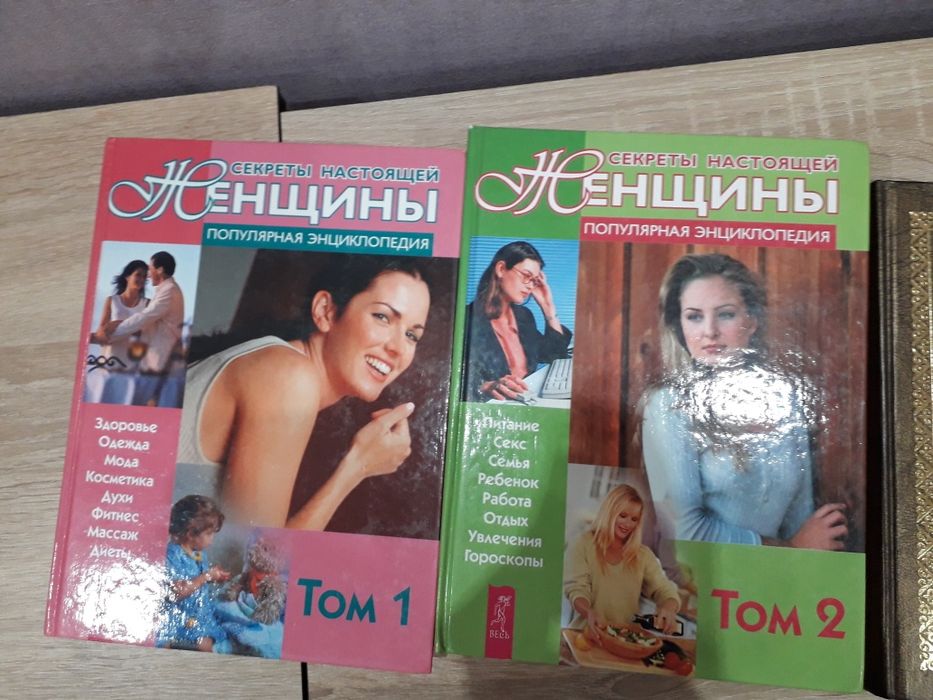 СЕКРЕТЫ НАСТОЯЩЕЙ
ЖЕНЩИНЫ
ПОПУЛЯРНАЯ ЭНЦИКЛОПЕДИЯ
Здоровье
Одежда
Мода
Косметика
Духи
Фитнес
Массаж
Диеты
Том 1
СЕКРЕТЫ НАСТОЯЩЕЙ
ЖЕНЩИНЫ
ПОПУЛЯРНАЯ ЭНЦИКЛОПЕДИЯ
Питание
Секс
Семья
Ребенок
Работа
Отдых
Увлечения
Гороскопы
ВЕСЬ
Том 2